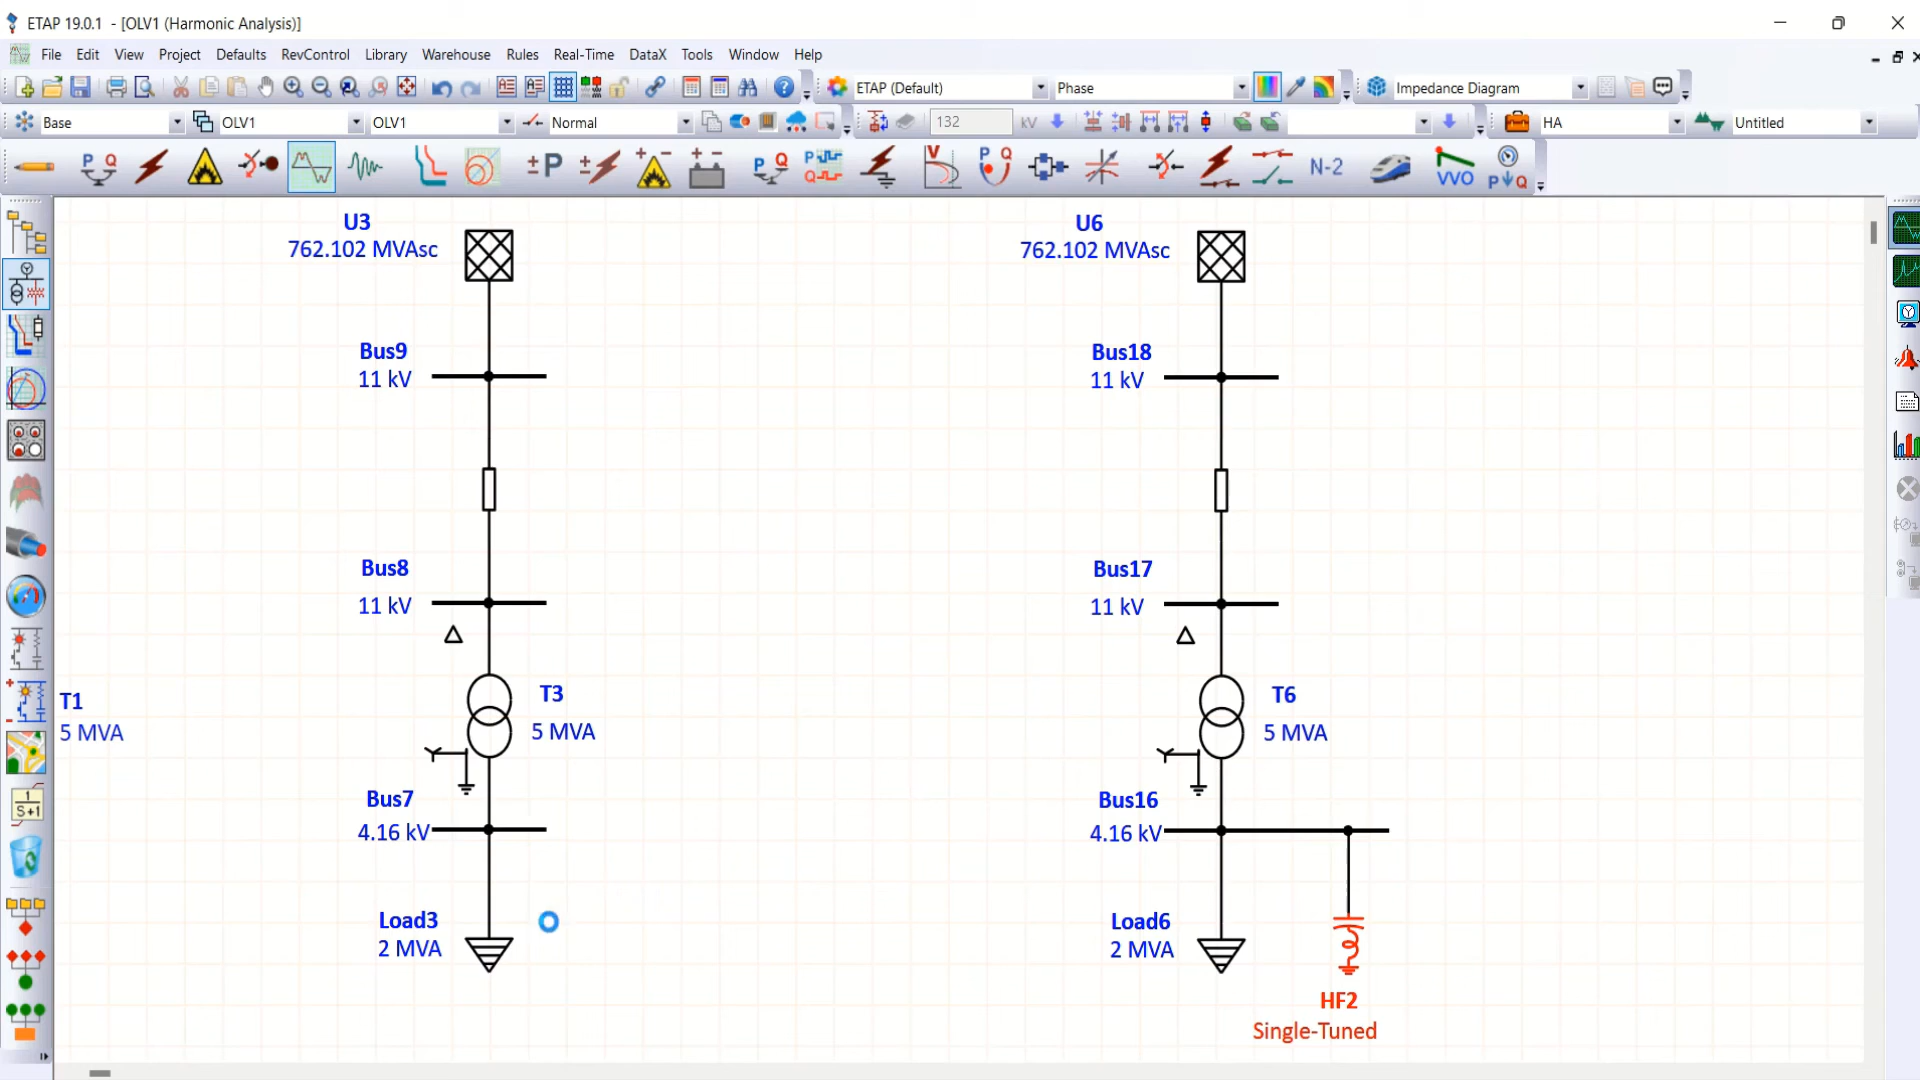 ETAP 19.0.1 - [OLV1 (Harmonic Analysis)]
File Edit View Project Defaults RevControl Library Warehouse Rules Real-Time DataX Tools Window Help
ETAP (Default) Phase Impedance Diagram
Base OLV1 OLV1 Normal 132 kV HA Untitled
P Q ±P P Q P Q V P Q N-2 VVO P Q
U3
762.102 MVAsc
U6
762.102 MVAsc
Bus9
11 kV
Bus18
11 kV
Bus8
11 kV
Bus17
11 kV
T1
5 MVA
T3
5 MVA
T6
5 MVA
Bus7
4.16 kV
Bus16
4.16 kV
1
S+1
Load3
2 MVA
Load6
2 MVA
HF2
Single-Tuned